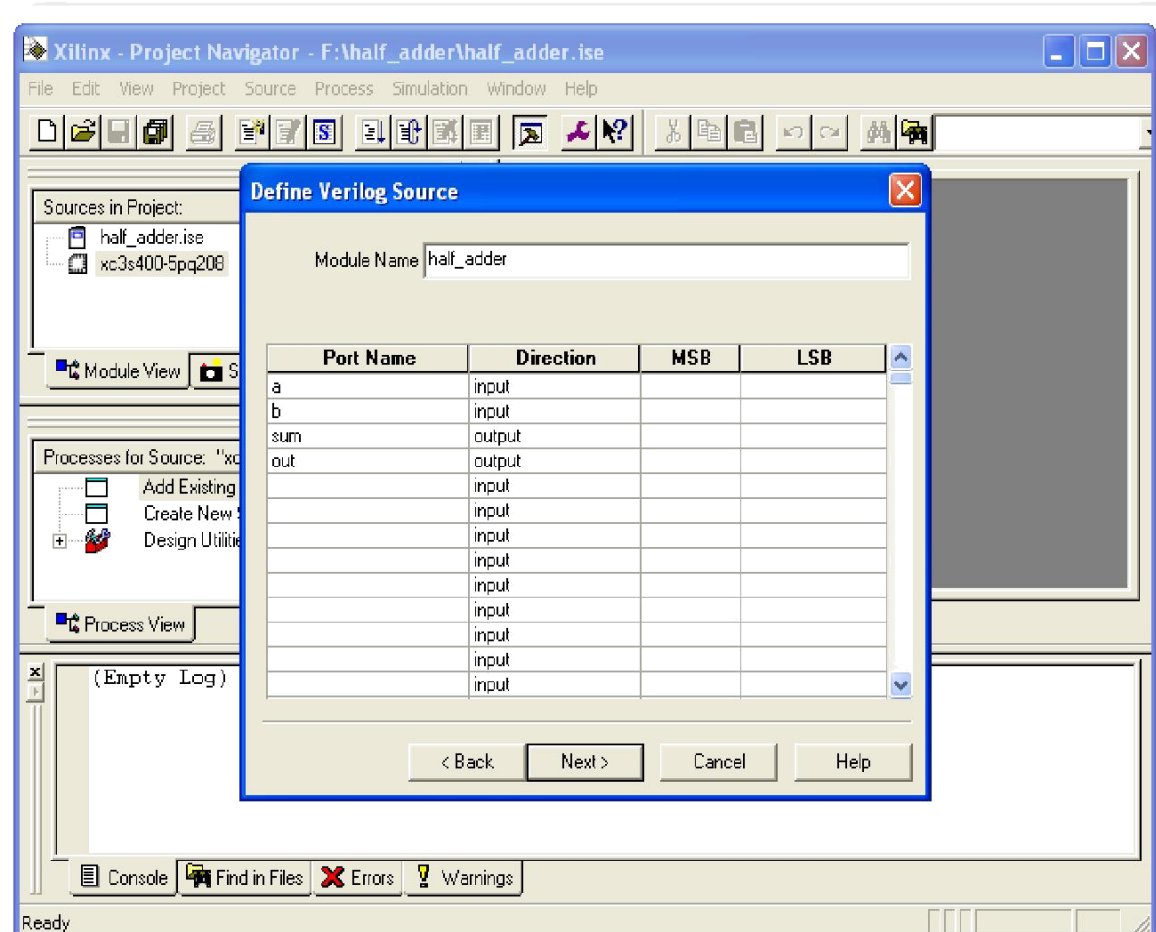 Xilinx - Project Navigator - F:\half_adder\half_adder.ise
File Edit View Project Source Process Simulation Window Help
Define Verilog Source
Sources in Project:
half_adder.ise
xc3s400-5pq208
Module View S
Module Name half_adder
Port Name Direction MSB LSB
a input
b input
sum output
out output
input
input
input
input
input
input
input
input
input
Processes for Source: "xc
Add Existing
Create New
Design Utilitie
Process View
< Back Next > Cancel Help
(Empty Log)
Console Find in Files Errors Warnings
Ready